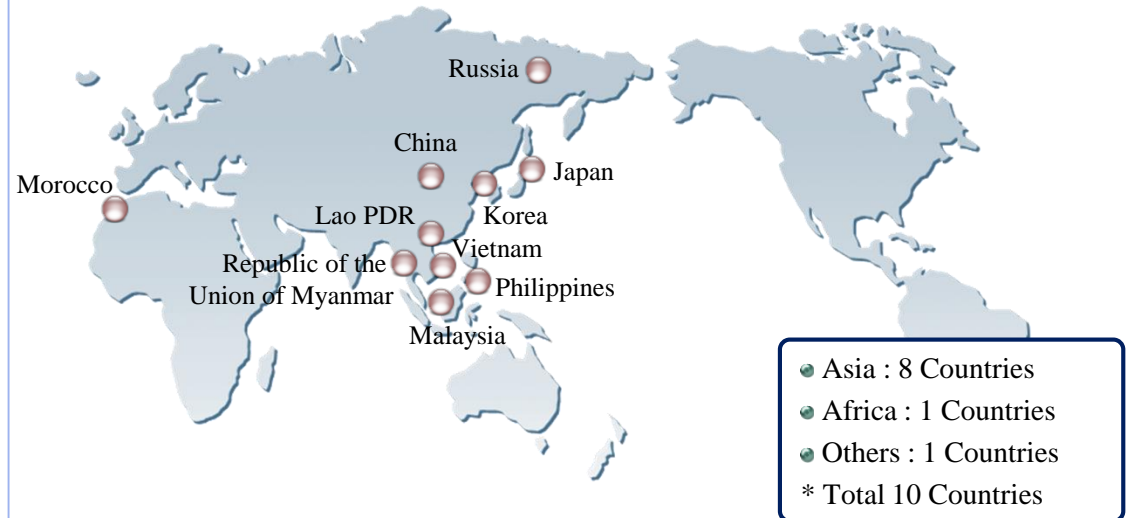 Russia
China
Japan
Morocco
Korea
Lao PDR
Vietnam
Republic of the
Union of Myanmar
Philippines
Malaysia
Asia : 8 Countries
Africa : 1 Countries
Others : 1 Countries
* Total 10 Countries